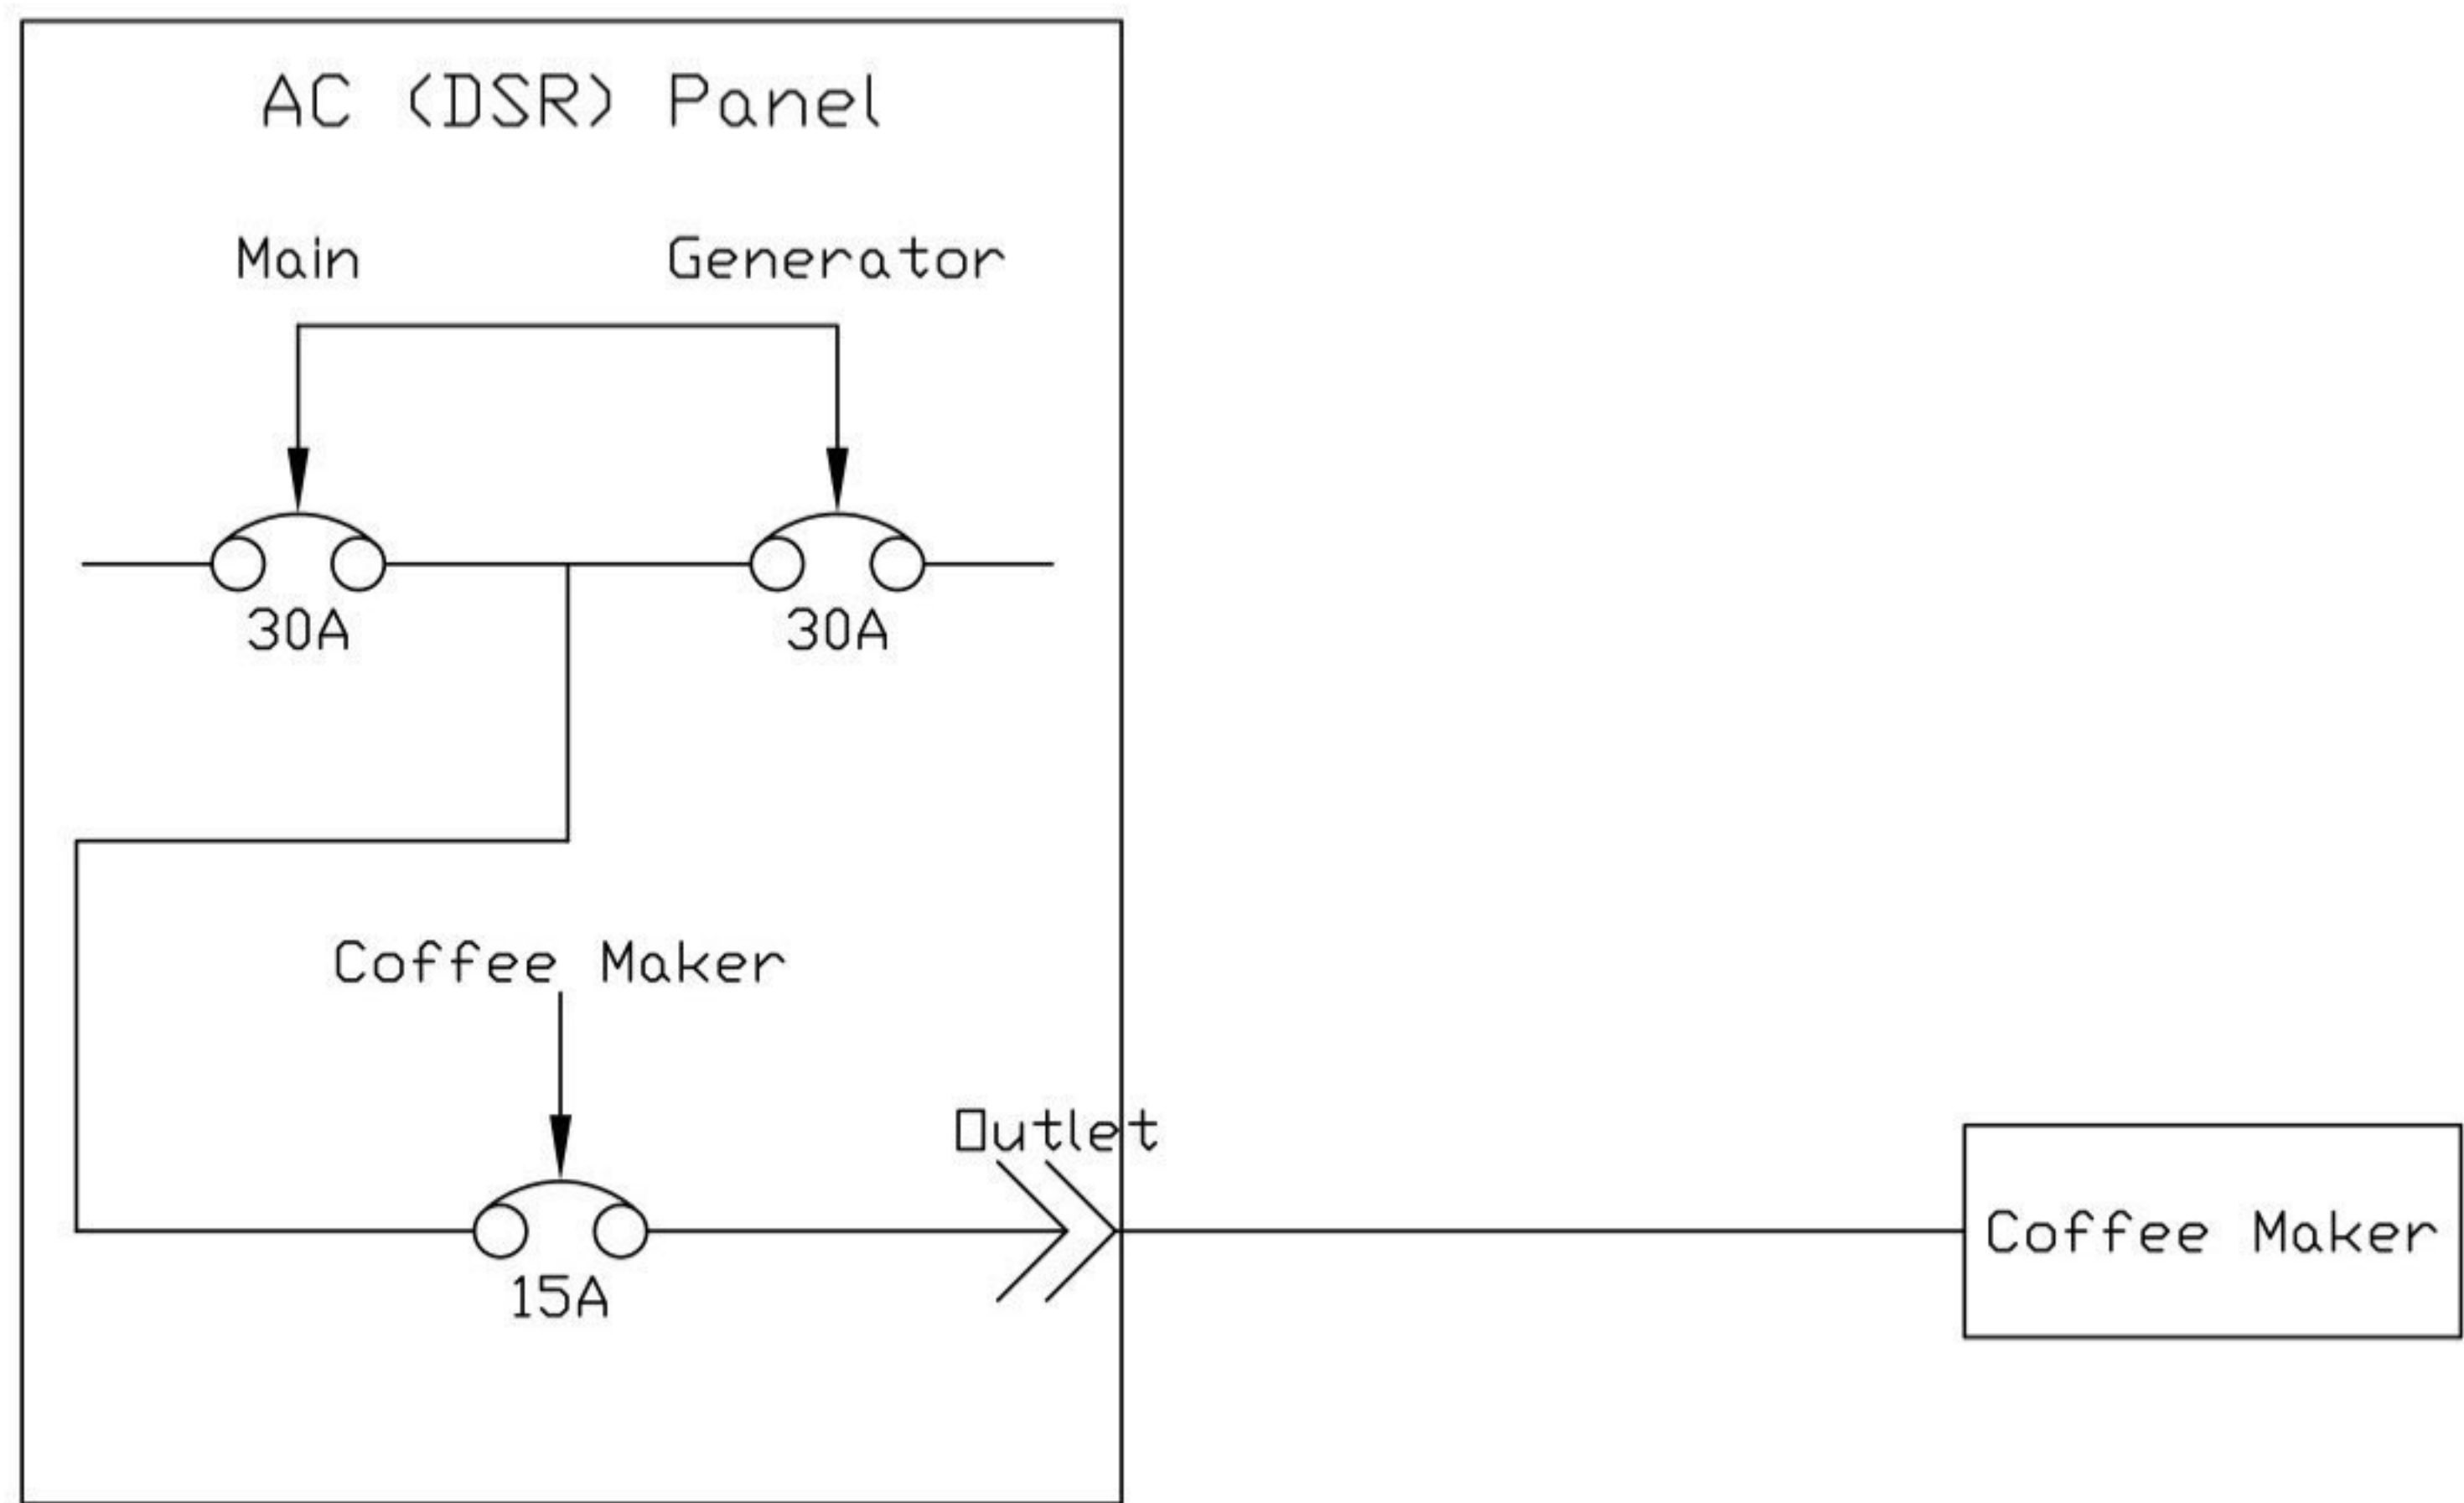 AC (DSR) Panel
Main Generator
30A 30A
Coffee Maker
Outlet
Coffee Maker
15A